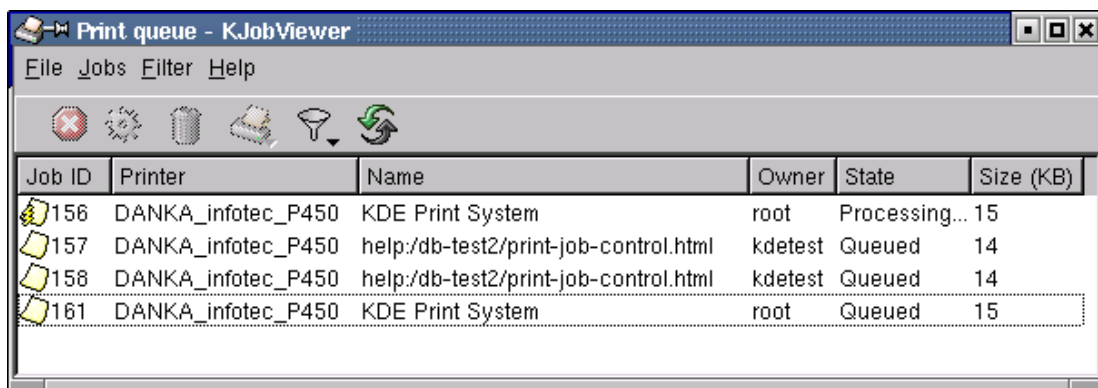 Print queue - KJobViewer
File Jobs Filter Help
Job ID Printer Name Owner State Size (KB)
156 DANKA_infotec_P450 KDE Print System root Processing... 15
157 DANKA_infotec_P450 help:/db-test2/print-job-control.html kdetest Queued 14
158 DANKA_infotec_P450 help:/db-test2/print-job-control.html kdetest Queued 14
161 DANKA_infotec_P450 KDE Print System root Queued 15